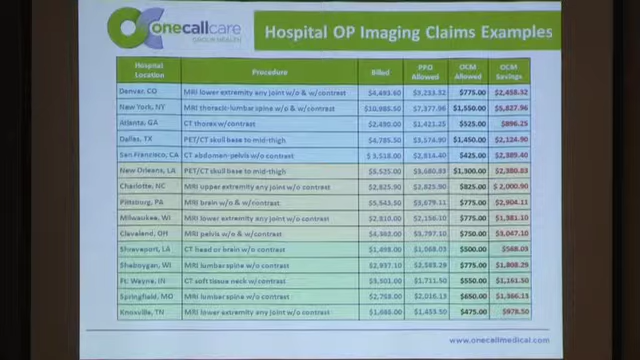 onecallcare
GROUP HEALTH
Hospital OP Imaging Claims Examples
Hospital Location Procedure Billed PPO Allowed OCM Allowed OCM Savings
Denver, CO MRI lower extremity any joint w/o & w/contrast $4,493.60 $3,233.32 $775.00 $2,458.32
New York, NY MRI thoracic-lumbar spine w/o & w/contrast $10,985.50 $7,377.96 $1,550.00 $5,827.96
Atlanta, GA CT thorax w/contrast $2,490.00 $1,421.25 $525.00 $896.25
Dallas, TX PET/CT skull base to mid-thigh $4,785.50 $3,574.90 $1,450.00 $2,124.90
San Francisco, CA CT abdomen-pelvis w/o contrast $3,518.00 $2,814.40 $425.00 $2,389.40
New Orleans, LA PET/CT skull base to mid-thigh $5,525.00 $3,680.83 $1,300.00 $2,380.83
Charlotte, NC MRI upper extremity any joint w/o contrast $2,825.90 $2,825.90 $825.00 $2,000.90
Pittsburg, PA MRI brain w/o & w/contrast $5,543.50 $3,679.11 $775.00 $2,904.11
Milwaukee, WI MRI lower extremity any joint w/o contrast $2,810.00 $2,156.10 $775.00 $1,381.10
Cleveland, OH MRI pelvis w/o & w/contrast $4,382.00 $3,797.10 $750.00 $3,047.10
Shreveport, LA CT head or brain w/o contrast $1,068.03 $500.00 $568.03
Sheboygan, WI MRI lumbar spine w/o contrast $2,937.10 $2,583.29 $775.00 $1,808.29
Ft. Wayne, IN CT soft tissue neck w/contrast $1,711.50 $550.00 $1,161.50
Springfield, MO MRI lumbar spine w/o contrast $2,016.13 $650.00 $1,366.13
Knoxville, TN MRI lower extremity any joint w/o contrast $1,453.50 $475.00 $978.50
www.onecallmedical.com